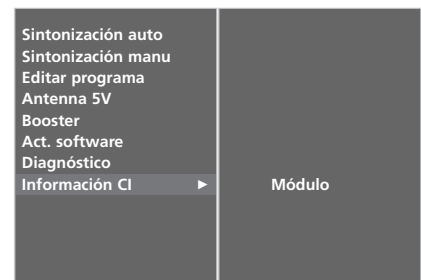 Sintonización auto
Sintonización manu
Editar programa
Antenna 5V
Booster
Act. software
Diagnóstico
Información CI ► Módulo